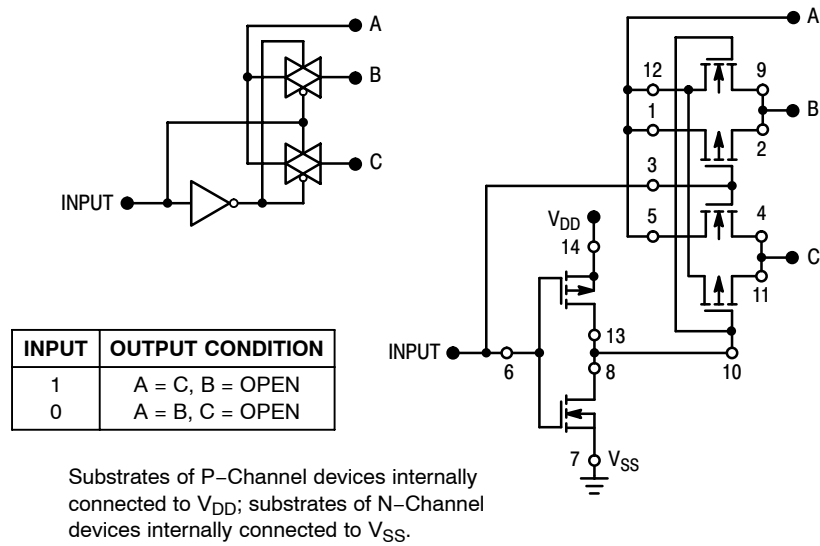 A
B
C
INPUT
A
12
9
B
1
2
3
V_DD
5
4
14
C
11
INPUT
13
6
8
10
7
V_SS
INPUT OUTPUT CONDITION
1 A = C, B = OPEN
0 A = B, C = OPEN
Substrates of P–Channel devices internally
connected to V_DD; substrates of N–Channel
devices internally connected to V_SS.